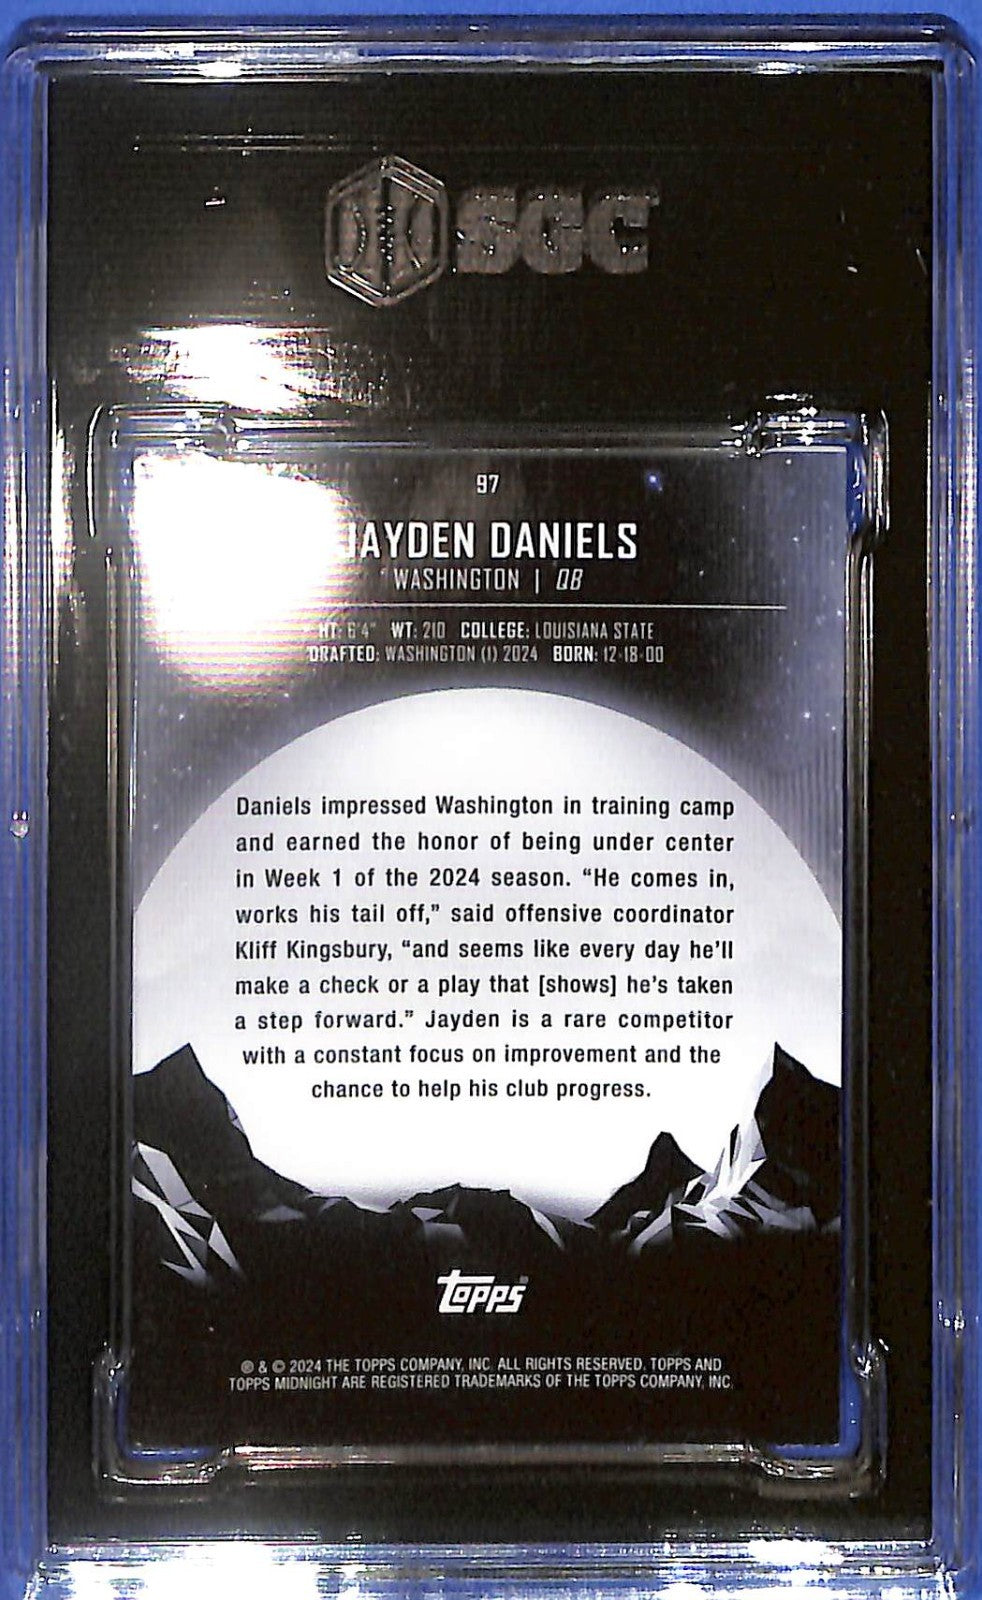 SGC
97
JAYDEN DANIELS
WASHINGTON | QB
HT: 6'4" WT: 210 COLLEGE: LOUISIANA STATE
DRAFTED: WASHINGTON (1) 2024 BORN: 12-18-00
Daniels impressed Washington in training camp
and earned the honor of being under center
in Week 1 of the 2024 season. “He comes in,
works his tail off,” said offensive coordinator
Kliff Kingsbury, “and seems like every day he’ll
make a check or a play that [shows] he’s taken
a step forward.” Jayden is a rare competitor
with a constant focus on improvement and the
chance to help his club progress.
Topps®
® & © 2024 THE TOPPS COMPANY, INC. ALL RIGHTS RESERVED. TOPPS AND
TOPPS MIDNIGHT ARE REGISTERED TRADEMARKS OF THE TOPPS COMPANY, INC.